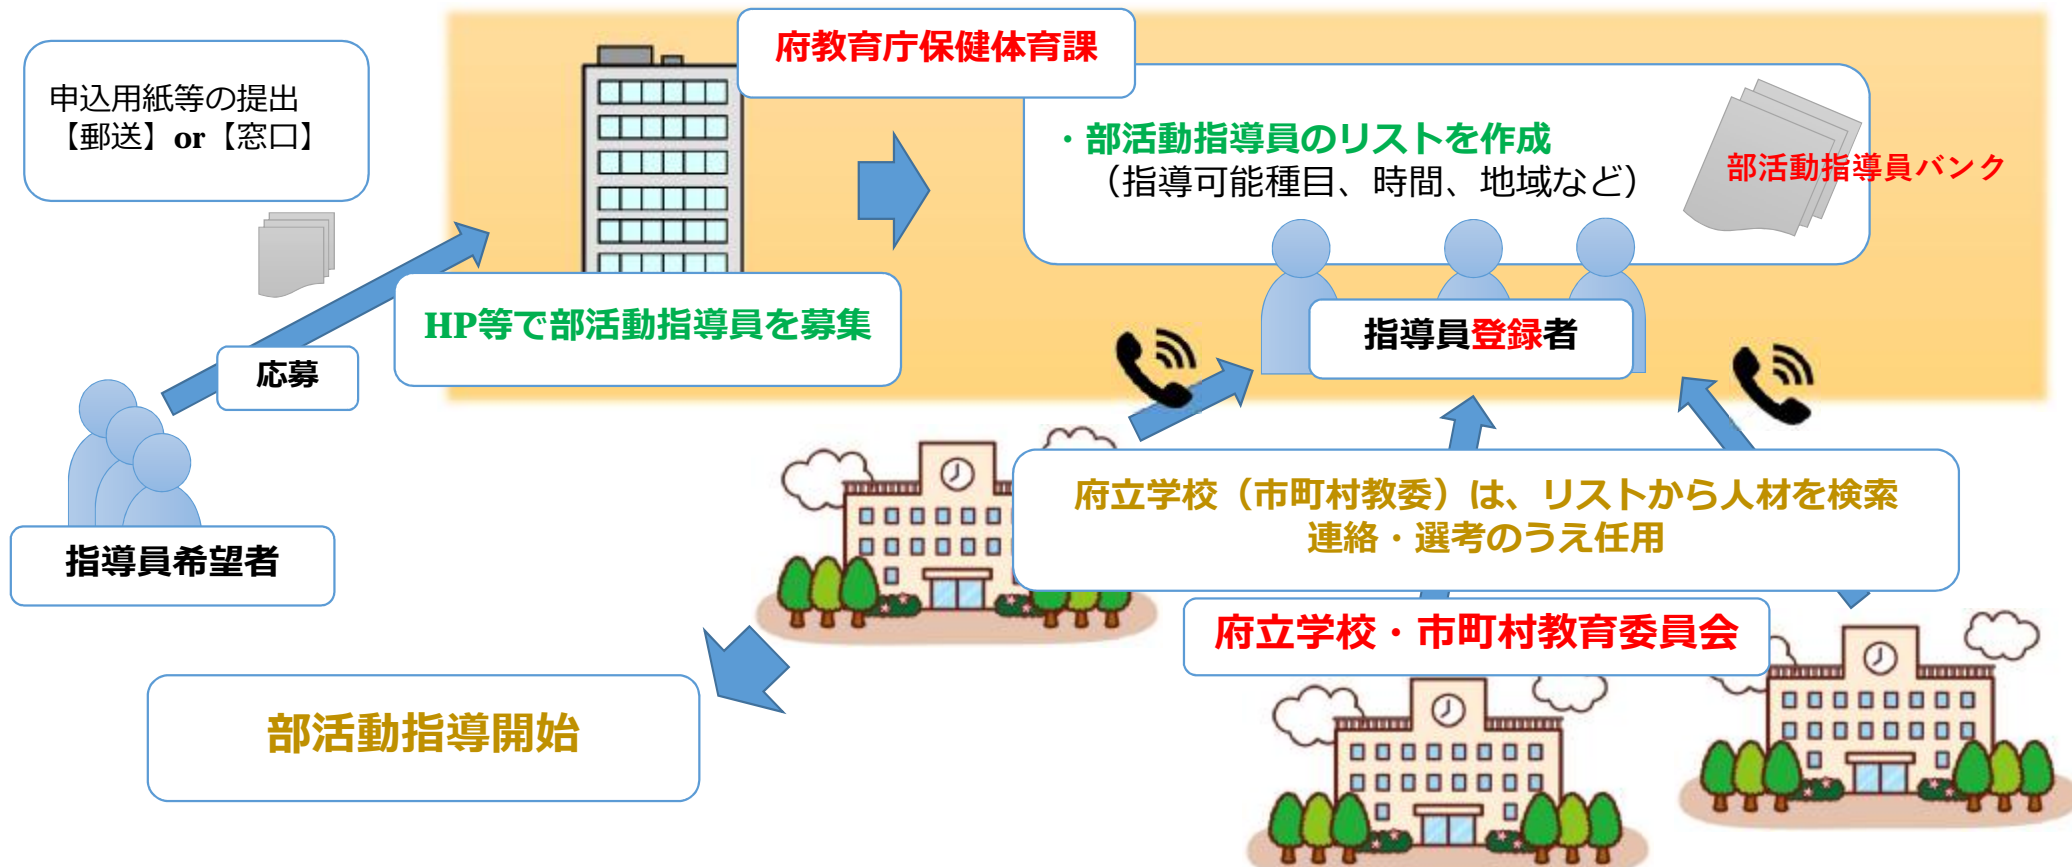 府教育庁保健体育課
申込用紙等の提出
【郵送】or【窓口】
・部活動指導員のリストを作成
（指導可能種目、時間、地域など）
部活動指導員バンク
HP等で部活動指導員を募集
指導員登録者
応募
指導員希望者
府立学校（市町村教委）は、リストから人材を検索
連絡・選考のうえ任用
府立学校・市町村教育委員会
部活動指導開始